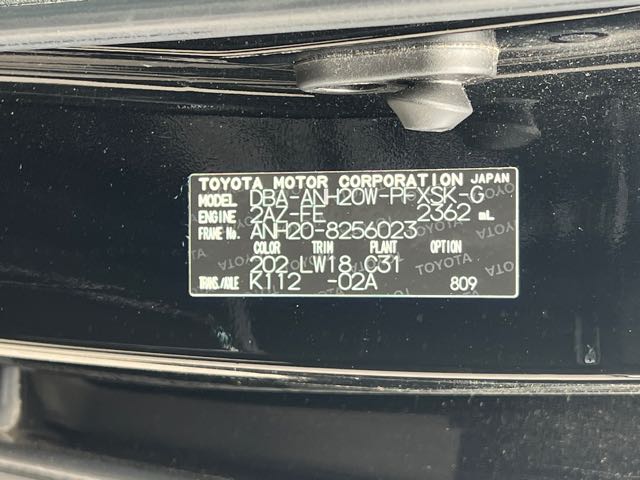 TOYOTA MOTOR CORPORATION JAPAN
MODEL DBA-ANH20W-PFXSK-G
ENGINE 2AZ-FE 2362 mL
FRAME No. ANH20-8256023
COLOR TRIM PLANT OPTION
202 LW18 C31
TRANS./AXLE K112 -02A 809